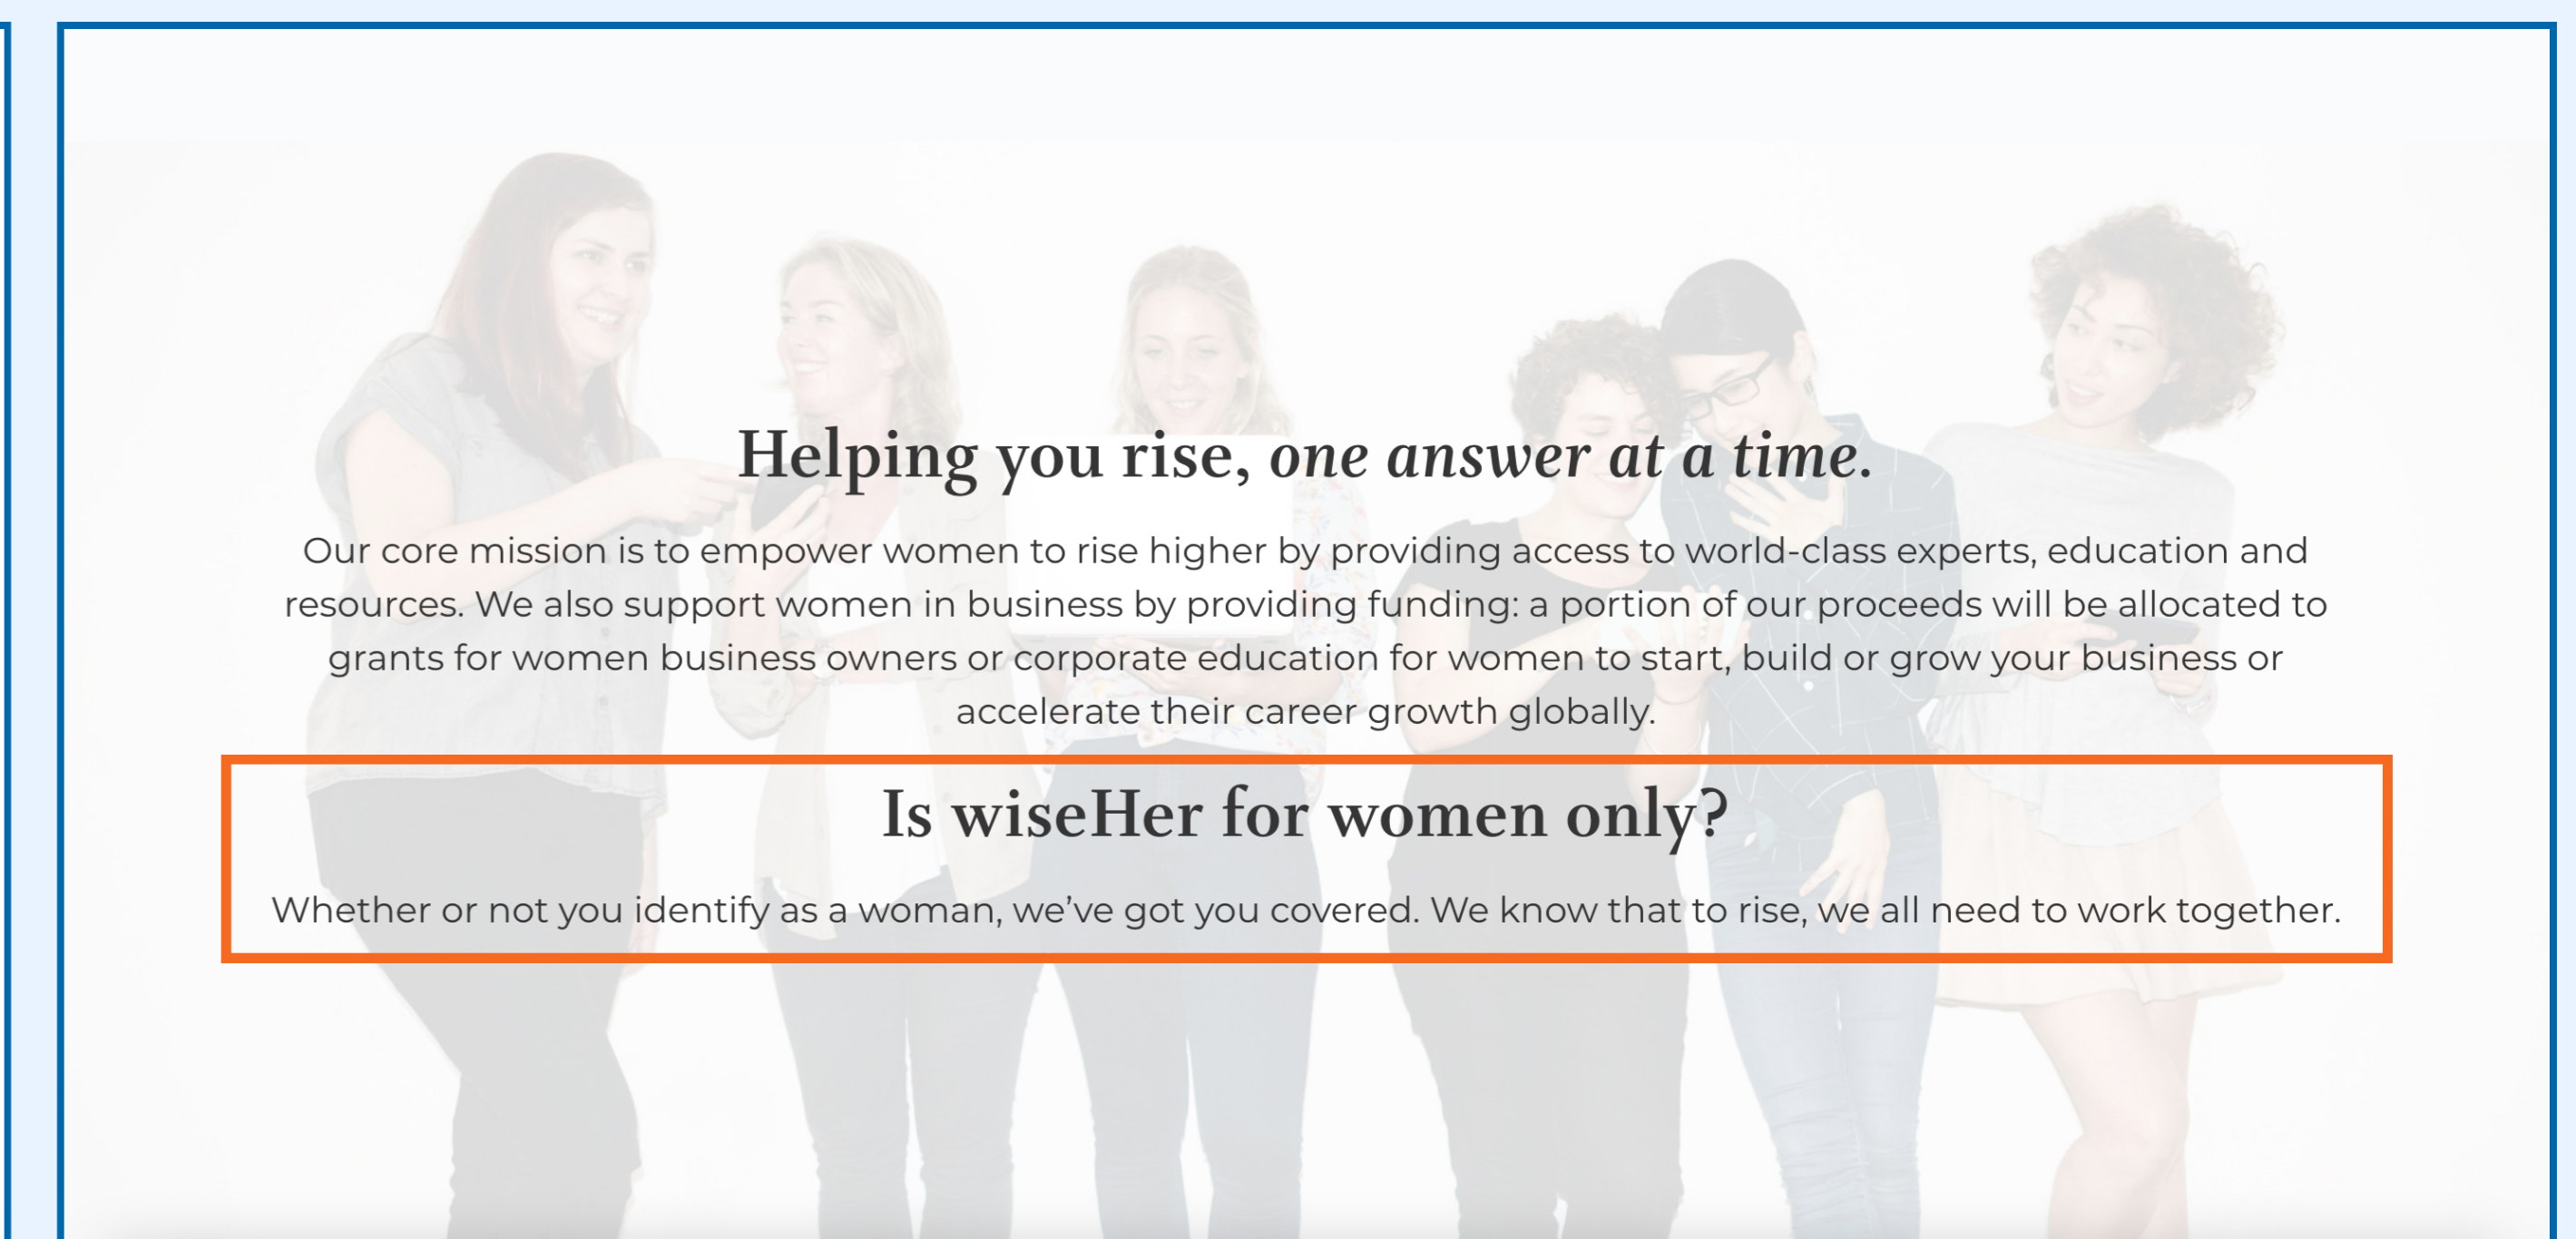 Helping you rise, one answer at a time.
Our core mission is to empower women to rise higher by providing access to world-class experts, education and
resources. We also support women in business by providing funding: a portion of our proceeds will be allocated to
grants for women business owners or corporate education for women to start, build or grow your business or
accelerate their career growth globally.
Is wiseHer for women only?
Whether or not you identify as a woman, we’ve got you covered. We know that to rise, we all need to work together.